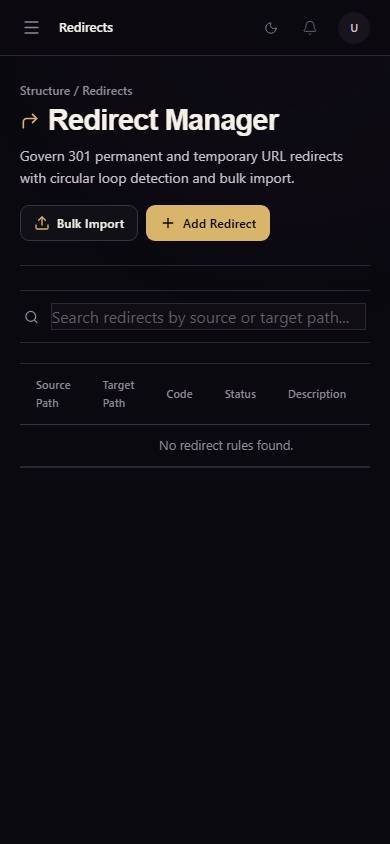 Redirects
U
Structure / Redirects
Redirect Manager
Govern 301 permanent and temporary URL redirects
with circular loop detection and bulk import.
Bulk Import
Add Redirect
Search redirects by source or target path...
Source Path
Target Path
Code
Status
Description
No redirect rules found.